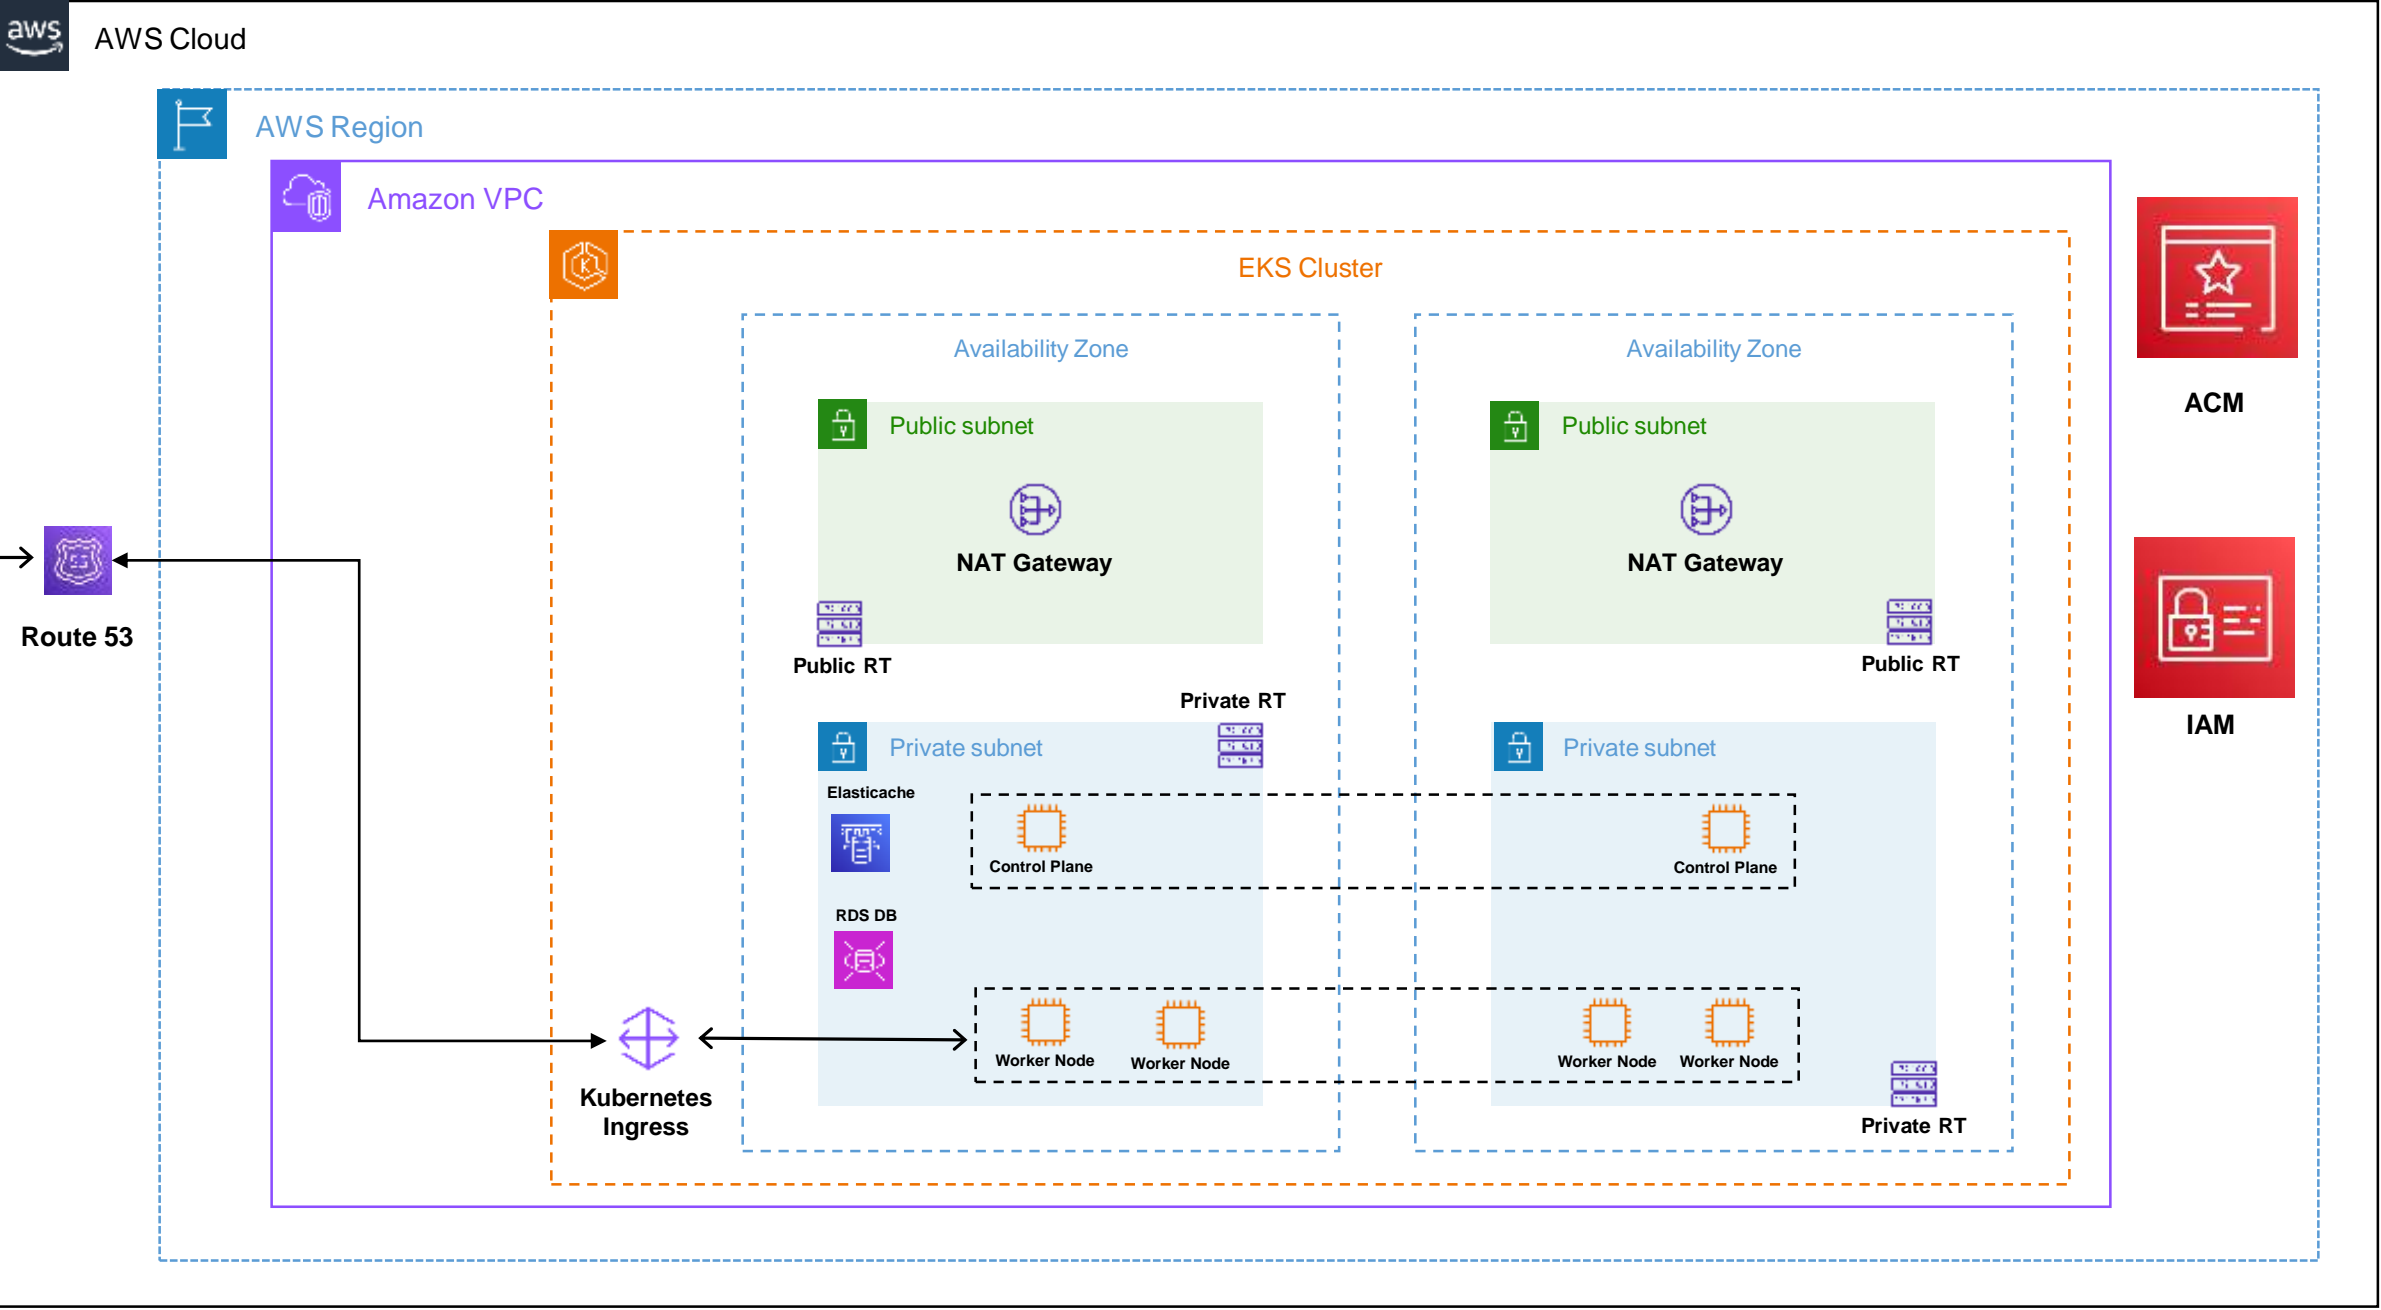 aws
AWS Cloud
AWS Region
Amazon VPC
EKS Cluster
Availability Zone
Availability Zone
Public subnet
Public subnet
NAT Gateway
NAT Gateway
ACM
Route 53
Public RT
Public RT
Private RT
IAM
Private subnet
Private subnet
Elasticache
Control Plane
Control Plane
RDS DB
Worker Node
Worker Node
Worker Node
Worker Node
Kubernetes
Ingress
Private RT